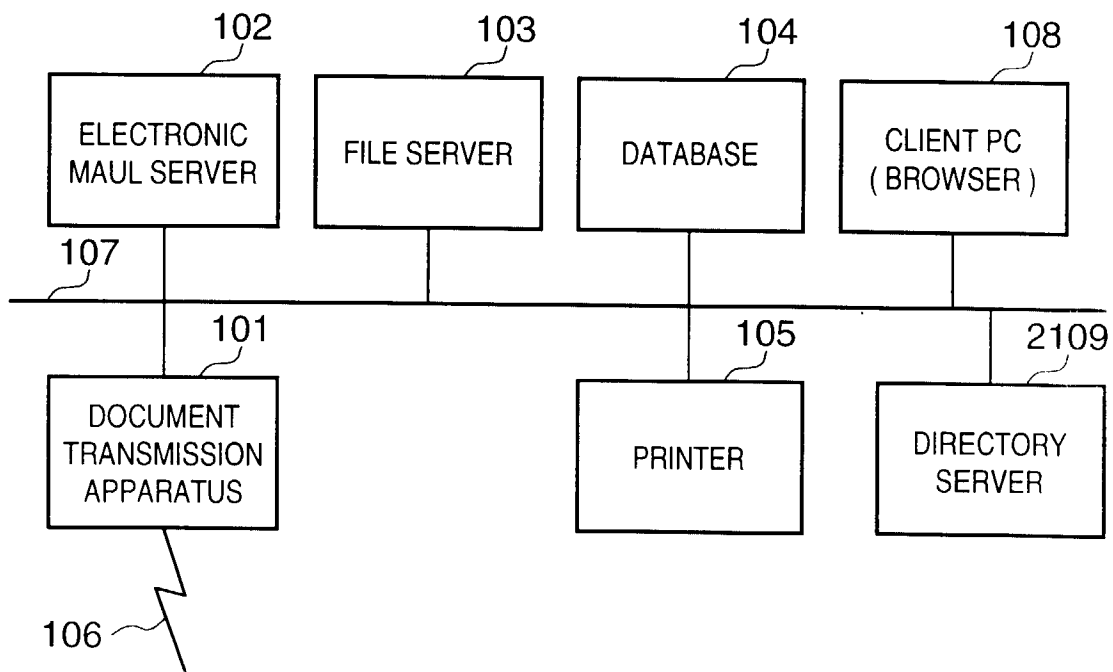 102
103
104
108
ELECTRONIC
MAUL SERVER
FILE SERVER
DATABASE
CLIENT PC
( BROWSER )
107
101
105
2109
DOCUMENT
TRANSMISSION
APPARATUS
PRINTER
DIRECTORY
SERVER
106